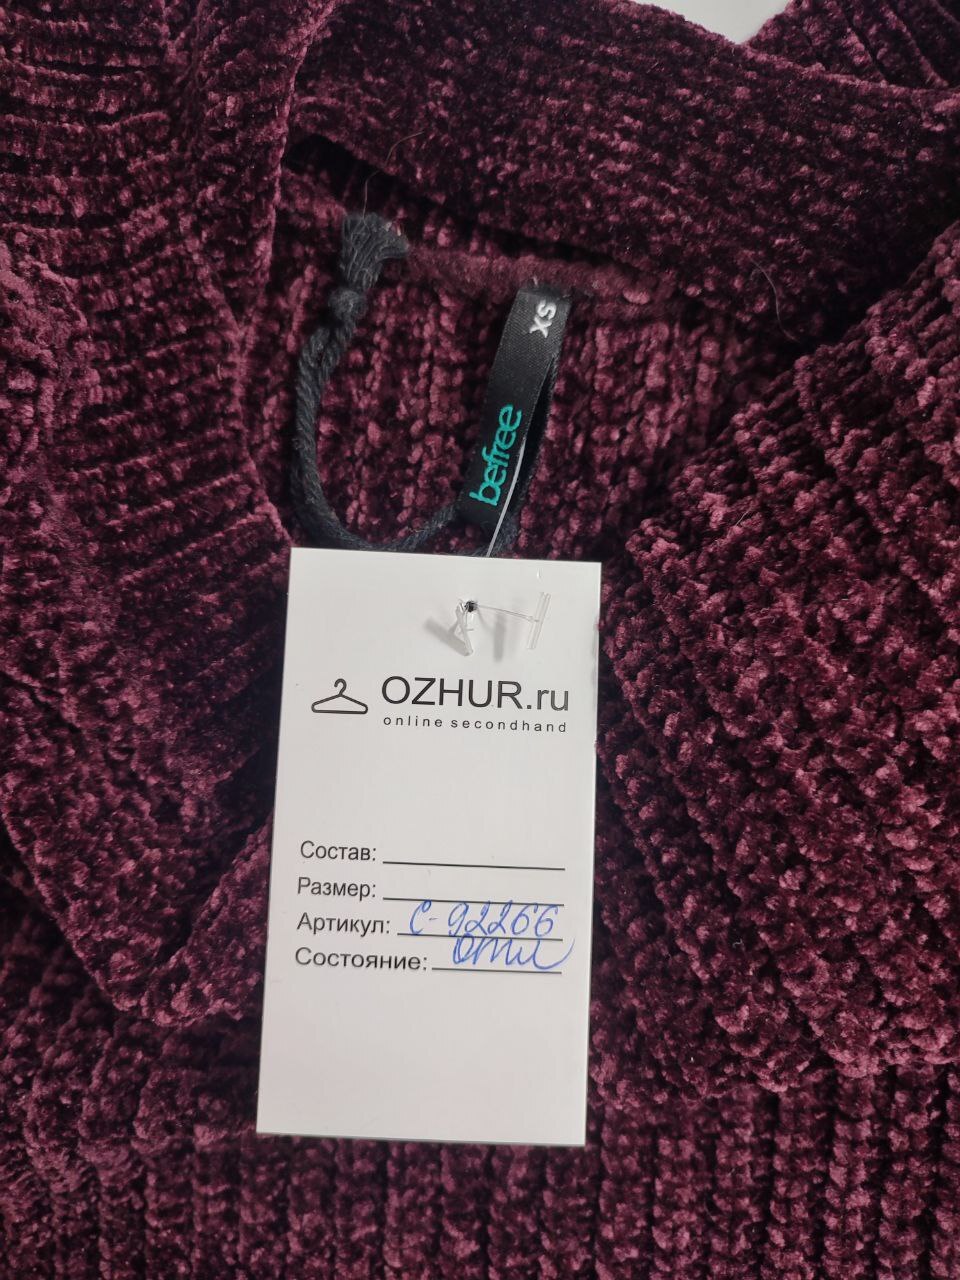 XS
befree
OZHUR.ru
online secondhand
Состав:
Размер:
Артикул: С-92266
Состояние: отл